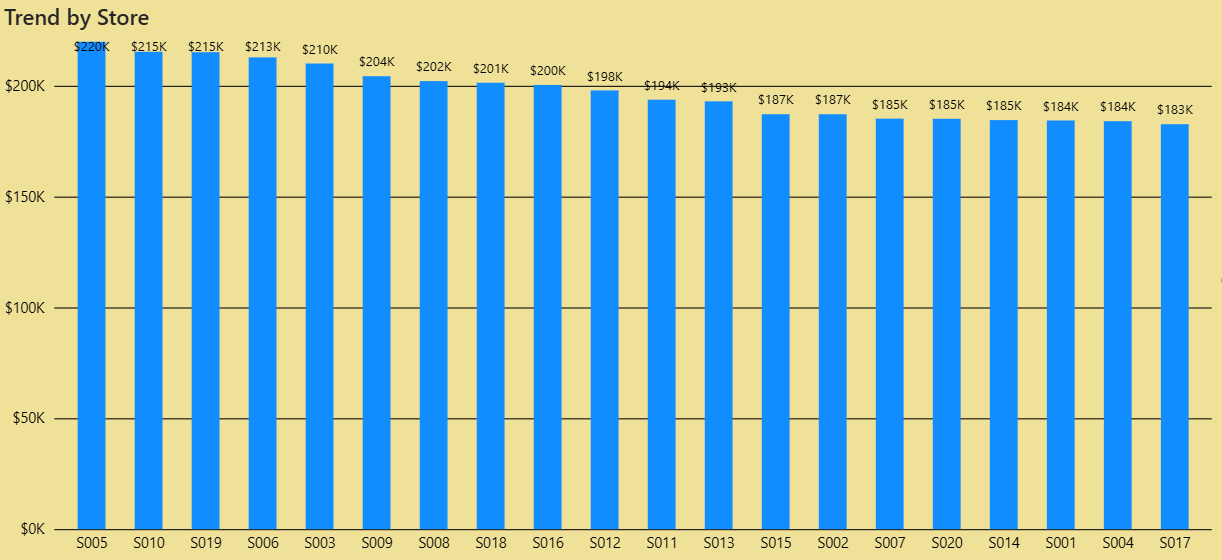 Trend by Store
$220K $215K $215K $213K $210K $204K $202K $201K $200K $198K $194K $193K $187K $187K $185K $185K $185K $184K $184K $183K
$200K
$150K
$100K
$50K
$0K
S005 S010 S019 S006 S003 S009 S008 S018 S016 S012 S011 S013 S015 S002 S007 S020 S014 S001 S004 S017